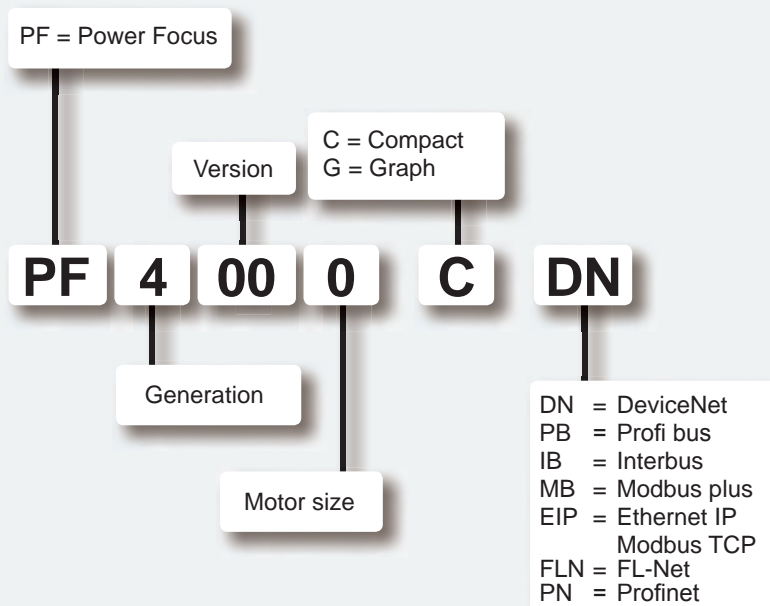 PF = Power Focus
Version
C = Compact
G = Graph
PF 4 00 0 C DN
Generation
Motor size
DN = DeviceNet
PB = Profi bus
IB = Interbus
MB = Modbus plus
EIP = Ethernet IP
Modbus TCP
FLN = FL-Net
PN = Profinet